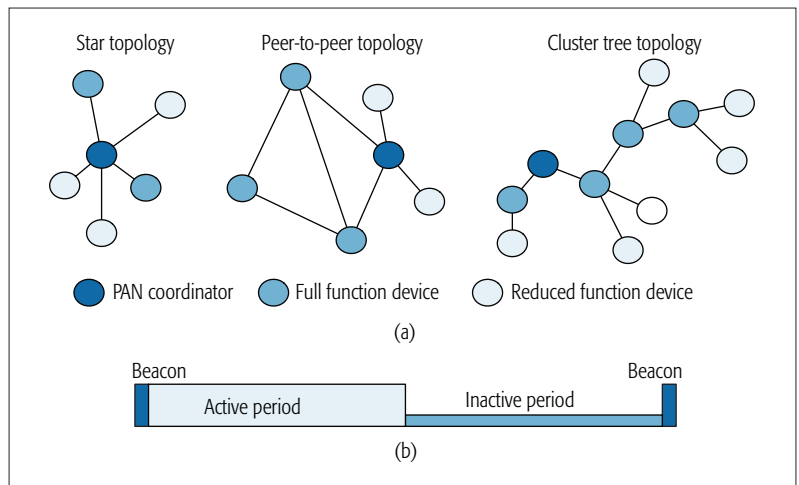 Star topology
Peer-to-peer topology
Cluster tree topology
PAN coordinator
Full function device
Reduced function device
(a)
Beacon
Beacon
Active period
Inactive period
(b)